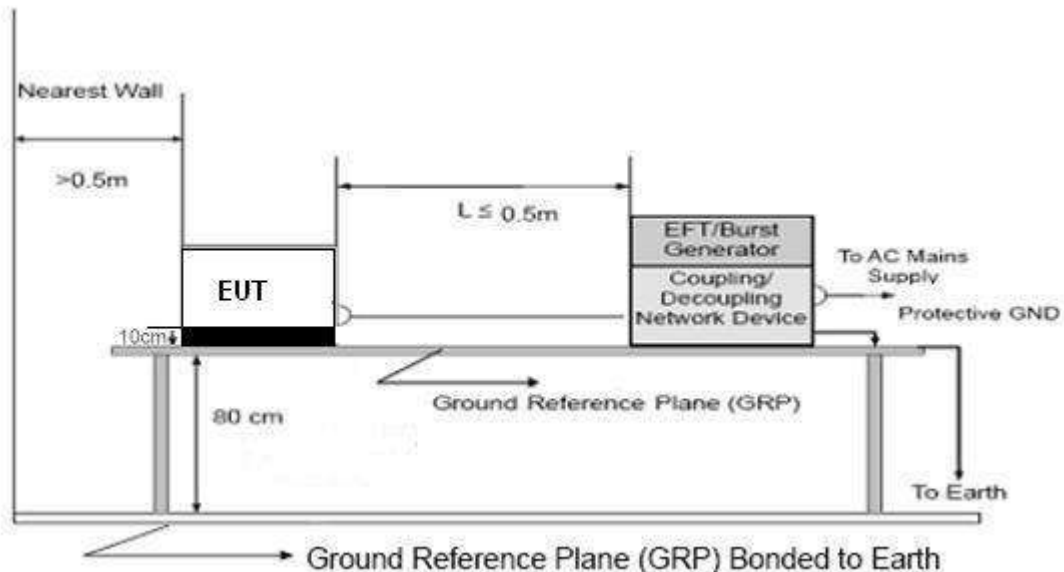 Nearest Wall
>0.5m
L ≤ 0.5m
EFT/Burst
Generator
To AC Mains
Supply
EUT
Coupling/
Decoupling
Network Device
Protective GND
10cm
Ground Reference Plane (GRP)
80 cm
To Earth
Ground Reference Plane (GRP) Bonded to Earth